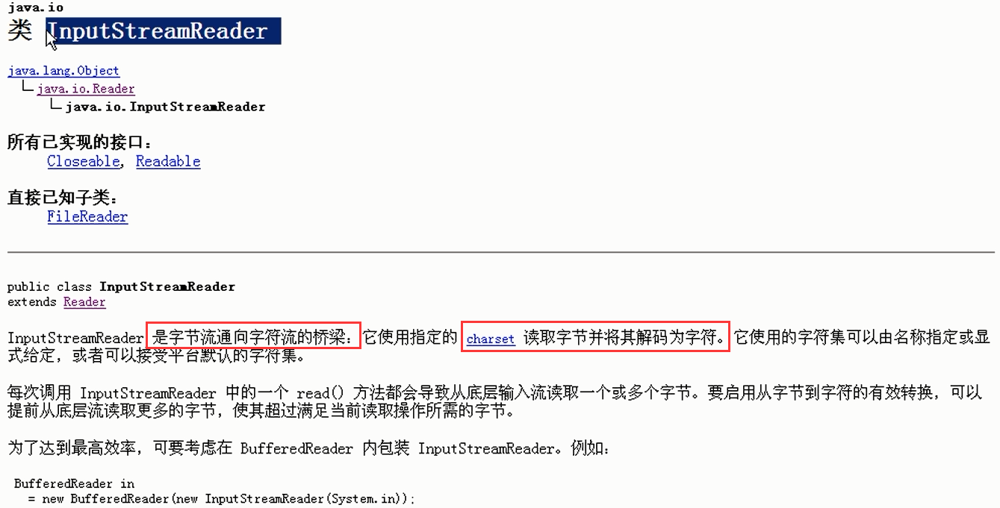 java.io
类 InputStreamReader
java.lang.Object
java.io.Reader
java.io.InputStreamReader
所有已实现的接口：
Closeable, Readable
直接已知子类：
FileReader
public class InputStreamReader
extends Reader
InputStreamReader 是字节流通向字符流的桥梁：它使用指定的 charset 读取字节并将其解码为字符。它使用的字符集可以由名称指定或显
式给定，或者可以接受平台默认的字符集。
每次调用 InputStreamReader 中的一个 read() 方法都会导致从底层输入流读取一个或多个字节。要启用从字节到字符的有效转换，可以
提前从底层流读取更多的字节，使其超过满足当前读取操作所需的字节。
为了达到最高效率，可要考虑在 BufferedReader 内包装 InputStreamReader。例如：
BufferedReader in
= new BufferedReader(new InputStreamReader(System.in));